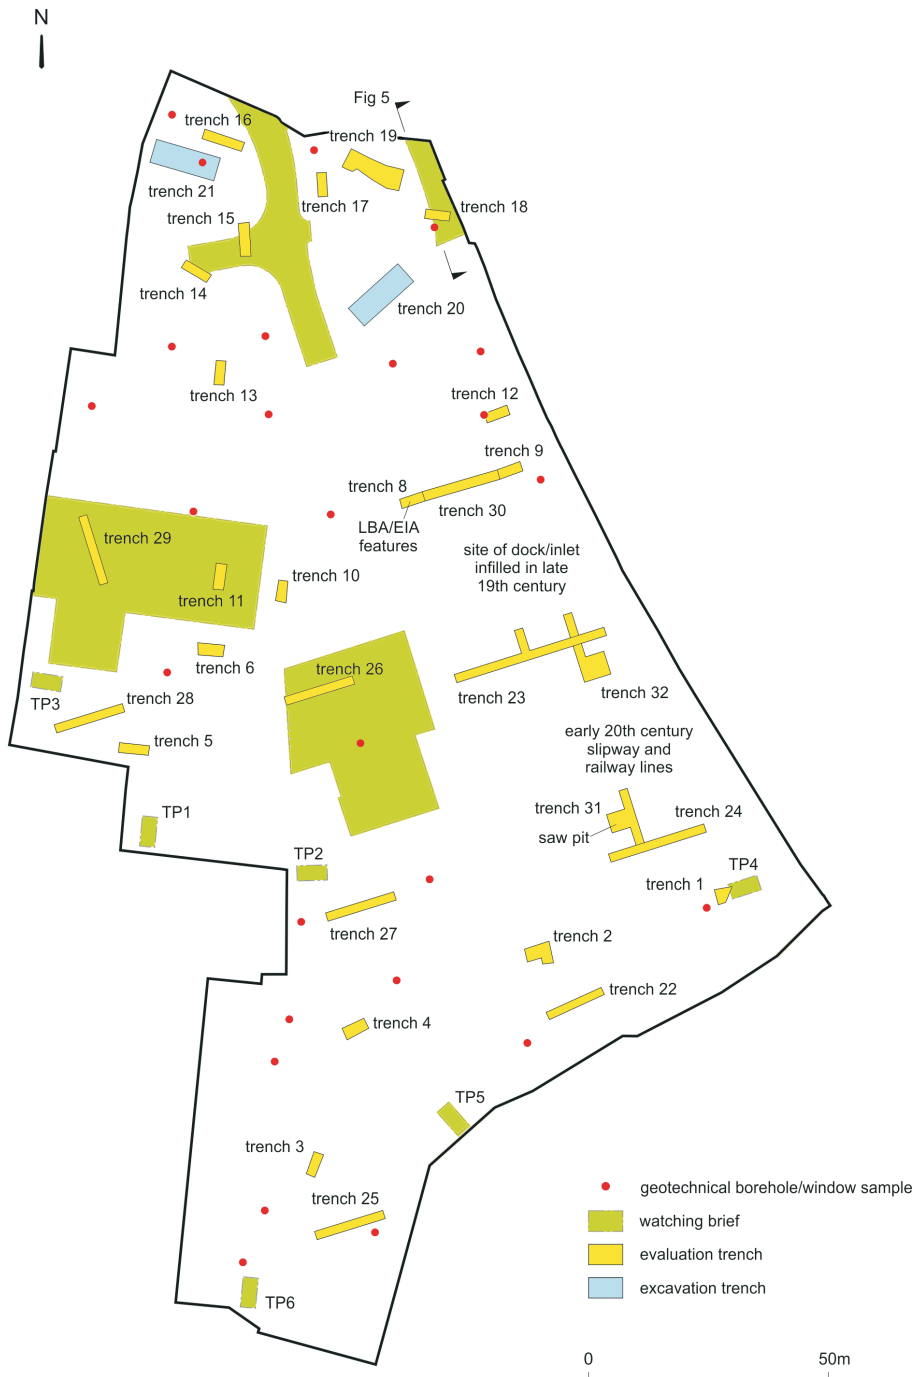 N
Fig 5
trench 16
trench 19
trench 21
trench 17
trench 18
trench 15
trench 14
trench 20
trench 13
trench 12
trench 9
trench 8
trench 30
LBA/EIA
features
trench 29
site of dock/inlet
infilled in late
19th century
trench 10
trench 11
trench 6
trench 26
trench 23
trench 32
TP3
trench 28
trench 5
early 20th century
slipway and
railway lines
TP1
trench 31
trench 24
saw pit
TP2
TP4
trench 1
trench 27
trench 2
trench 22
trench 4
TP5
trench 3
trench 25
TP6
geotechnical borehole/window sample
watching brief
evaluation trench
excavation trench
0 50m